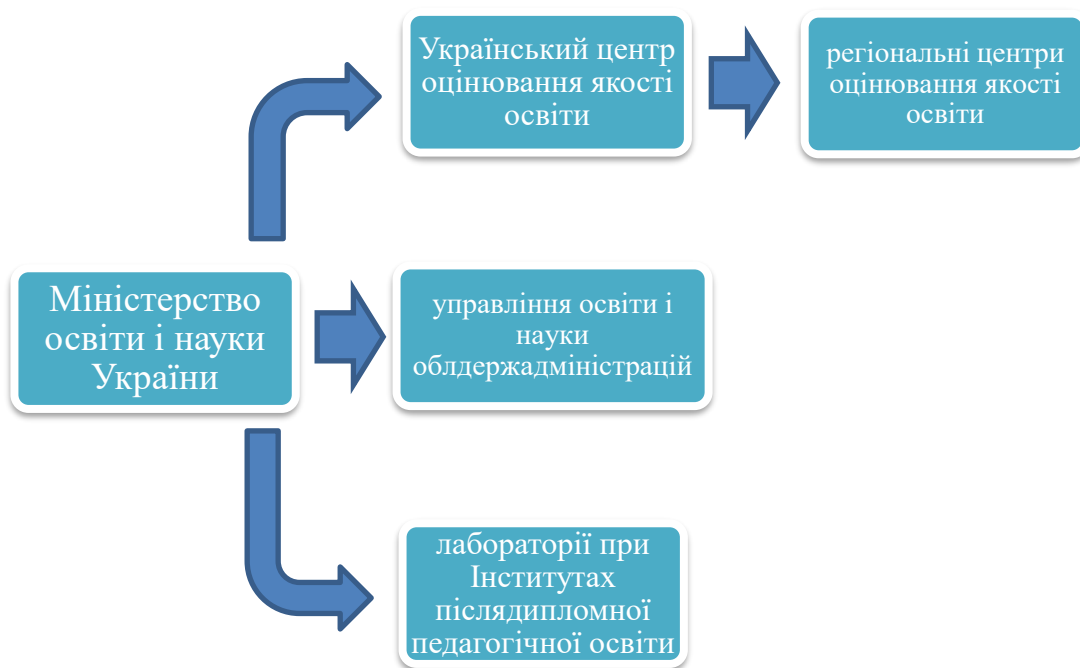 Український центр
оцінювання якості
освіти
регіональні центри
оцінювання якості
освіти
Міністерство
освіти і науки
України
управління освіти і
науки
облдержадміністрацій
лабораторії при
Інститутах
післядипломної
педагогічної освіти